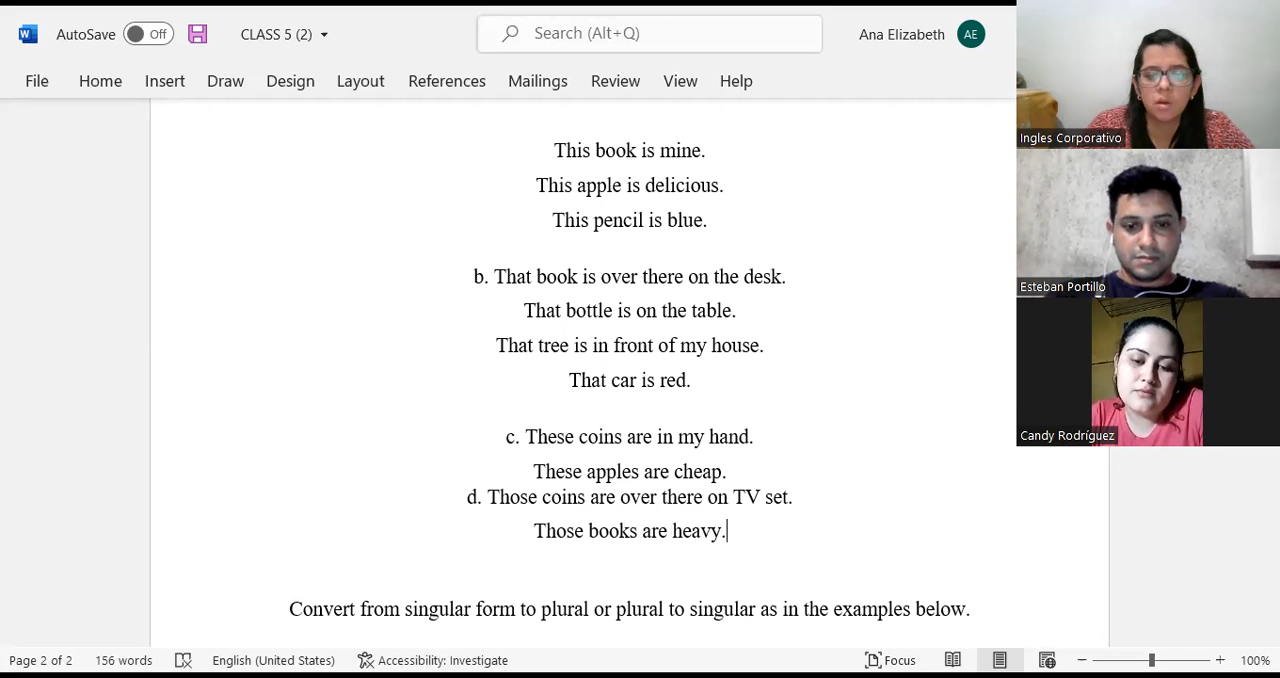 AutoSave Off CLASS 5 (2) Search (Alt+Q) Ana Elizabeth AE
File Home Insert Draw Design Layout References Mailings Review View Help
This book is mine.
This apple is delicious.
This pencil is blue.
b. That book is over there on the desk.
That bottle is on the table.
That tree is in front of my house.
That car is red.
c. These coins are in my hand.
These apples are cheap.
d. Those coins are over there on TV set.
Those books are heavy.
Convert from singular form to plural or plural to singular as in the examples below.
Page 2 of 2 156 words English (United States) Accessibility: Investigate Focus 100%
Ingles Corporativo
Esteban Portillo
Candy Rodríguez